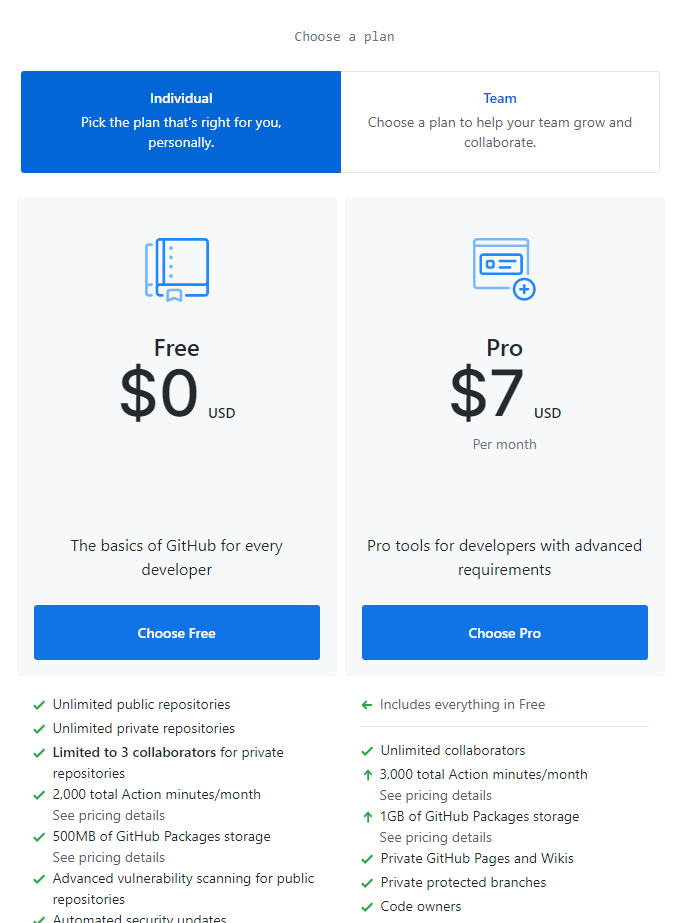 Choose a plan
Individual
Pick the plan that's right for you,
personally.
Team
Choose a plan to help your team grow and
collaborate.
Free
$0 USD
The basics of GitHub for every
developer
Choose Free
Unlimited public repositories
Unlimited private repositories
Limited to 3 collaborators for private
repositories
2,000 total Action minutes/month
See pricing details
500MB of GitHub Packages storage
See pricing details
Advanced vulnerability scanning for public
repositories
Automated security updates
Pro
$7 USD
Per month
Pro tools for developers with advanced
requirements
Choose Pro
Includes everything in Free
Unlimited collaborators
3,000 total Action minutes/month
See pricing details
1GB of GitHub Packages storage
See pricing details
Private GitHub Pages and Wikis
Private protected branches
Code owners